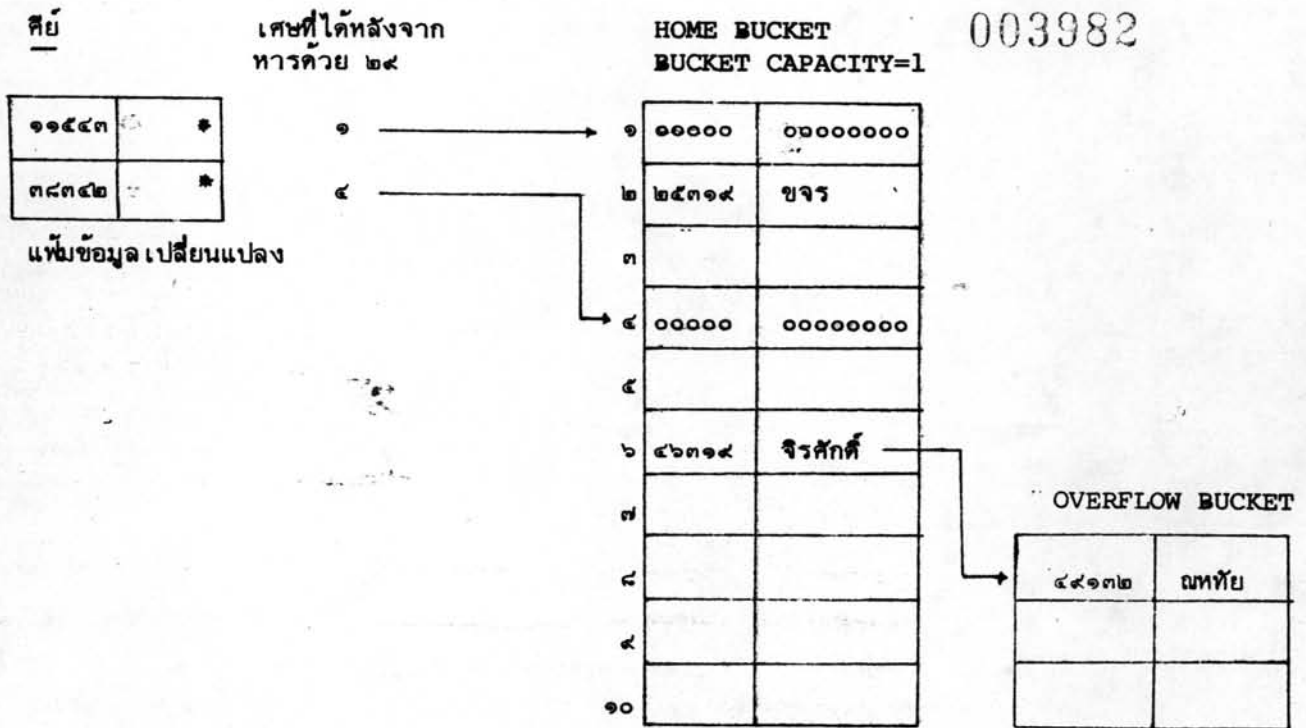 คีย์
เศษที่ได้หลังจาก
หารด้วย ๒๙
HOME BUCKET
BUCKET CAPACITY=1
003982
๑๑๕๔๓ *
๓๘๓๔๒ *
แฟ้มข้อมูลเปลี่ยนแปลง
๑
๔
๑ ๐๐๐๐๐ ๐๐๐๐๐๐๐๐
๒ ๒๕๓๑๙ ขจร
๓
๔ ๐๐๐๐๐ ๐๐๐๐๐๐๐๐
๕
๖ ๔๖๓๑๙ จิรศักดิ์
๗
๘
๙
๑๐
OVERFLOW BUCKET
๔๙๑๓๒ ณหทัย